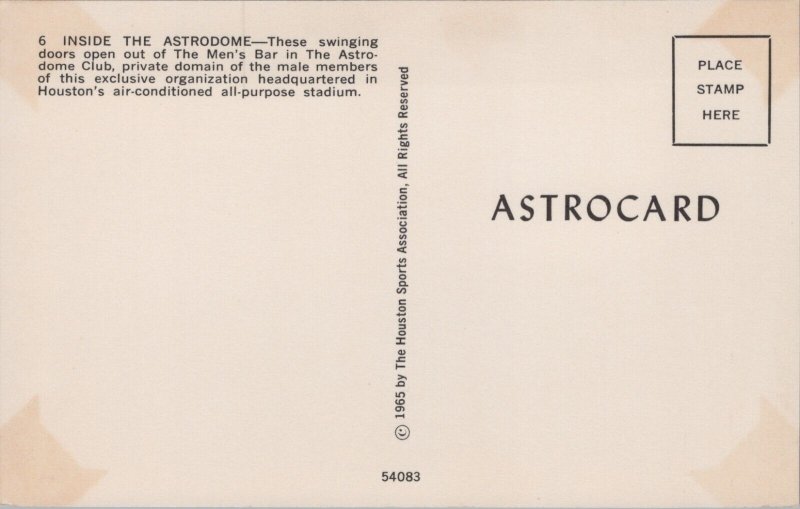 6 INSIDE THE ASTRODOME—These swinging
doors open out of The Men's Bar in The Astro-
dome Club, private domain of the male members
of this exclusive organization headquartered in
Houston's air-conditioned all-purpose stadium.
© 1965 by The Houston Sports Association, All Rights Reserved
54083
PLACE
STAMP
HERE
ASTROCARD